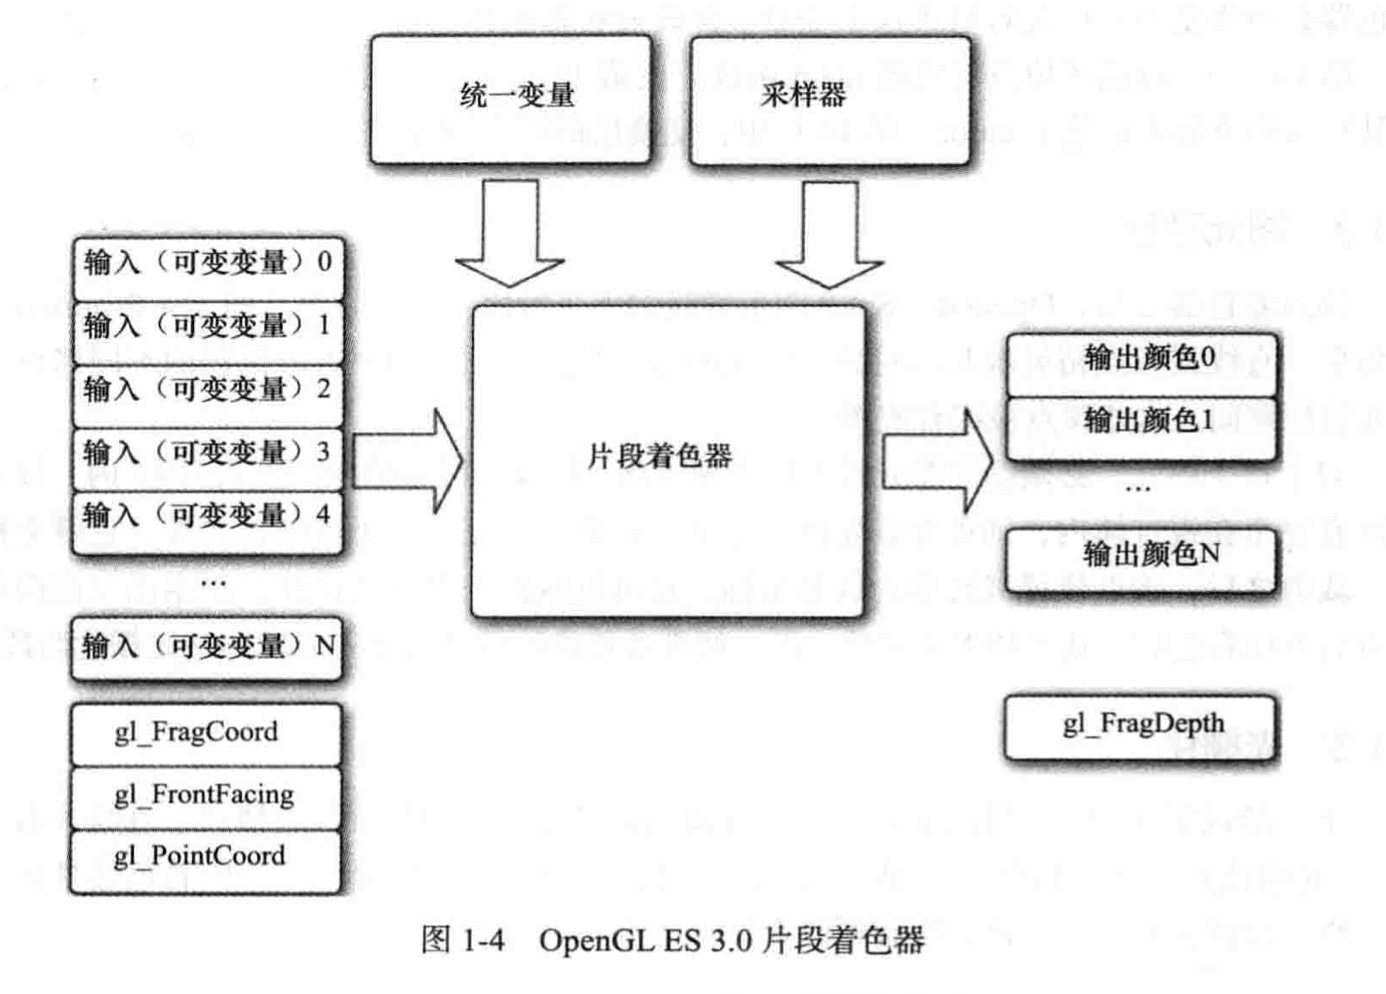 统一变量
采样器
输入（可变变量）0
输入（可变变量）1
输入（可变变量）2
输入（可变变量）3
输入（可变变量）4
...
输入（可变变量）N
gl_FragCoord
gl_FrontFacing
gl_PointCoord
片段着色器
输出颜色0
输出颜色1
...
输出颜色N
gl_FragDepth
图 1-4 OpenGL ES 3.0 片段着色器